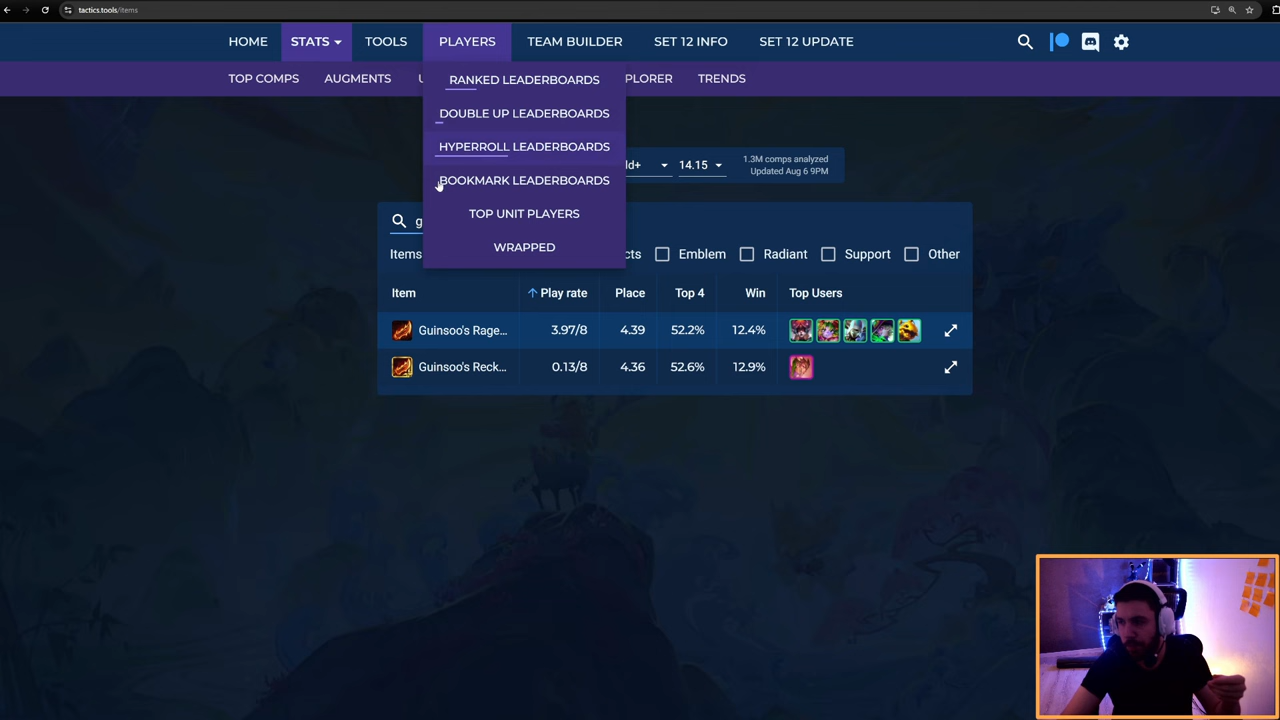 tactics.tools/items
HOME STATS TOOLS PLAYERS TEAM BUILDER SET 12 INFO SET 12 UPDATE
TOP COMPS AUGMENTS U PLORER TRENDS
RANKED LEADERBOARDS
DOUBLE UP LEADERBOARDS
HYPERROLL LEADERBOARDS
BOOKMARK LEADERBOARDS
TOP UNIT PLAYERS
WRAPPED
ld+ 14.15 1.3M comps analyzed
Updated Aug 6 9PM
g
Items cts Emblem Radiant Support Other
Item Play rate Place Top 4 Win Top Users
Guinsoo's Rage... 3.97/8 4.39 52.2% 12.4%
Guinsoo's Reck... 0.13/8 4.36 52.6% 12.9%